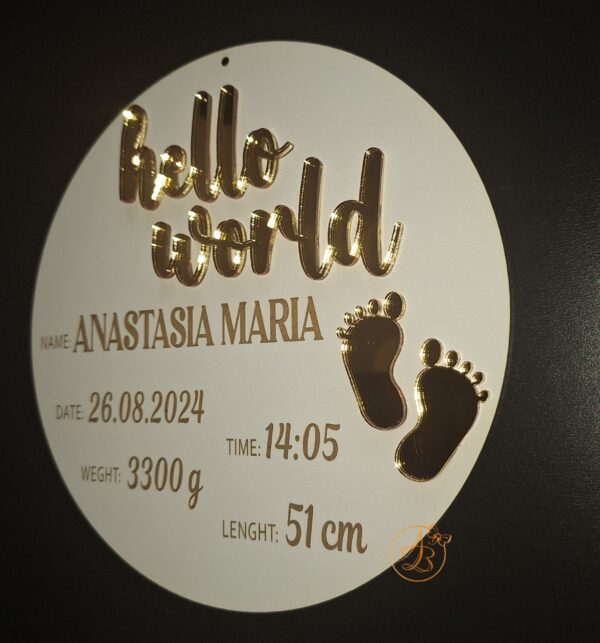 hello
world
NAME: ANASTASIA MARIA
DATE: 26.08.2024
TIME: 14:05
WEGHT: 3300 g
LENGHT: 51 cm